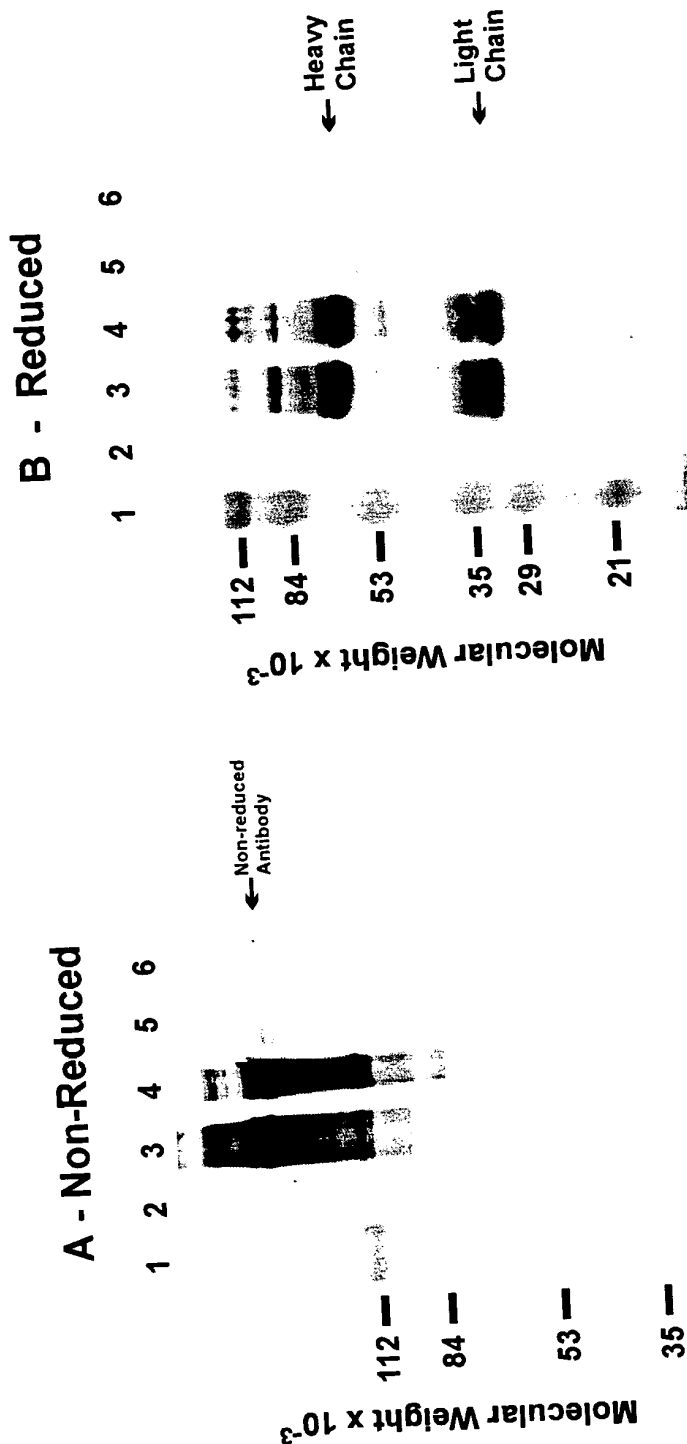 A - Non-Reduced
1 2 3 4 5 6
Molecular Weight x 10-3
112
84
53
35
← Non-reduced
Antibody
B - Reduced
1 2 3 4 5 6
Molecular Weight x 10-3
112
84
53
35
29
21
← Heavy
Chain
← Light
Chain